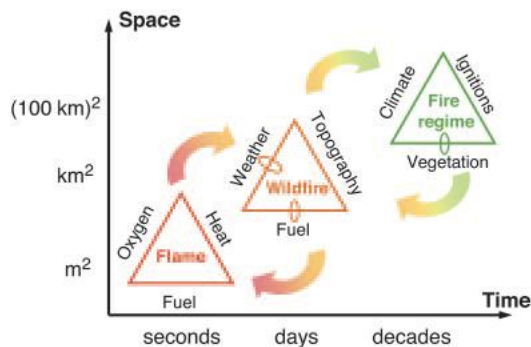 Space
(100 km)²
km²
m²
Oxygen
Heat
Flame
Fuel
Weather
Topography
Wildfire
Fuel
Climate
Ignitions
Fire
regime
Vegetation
Time
seconds
days
decades